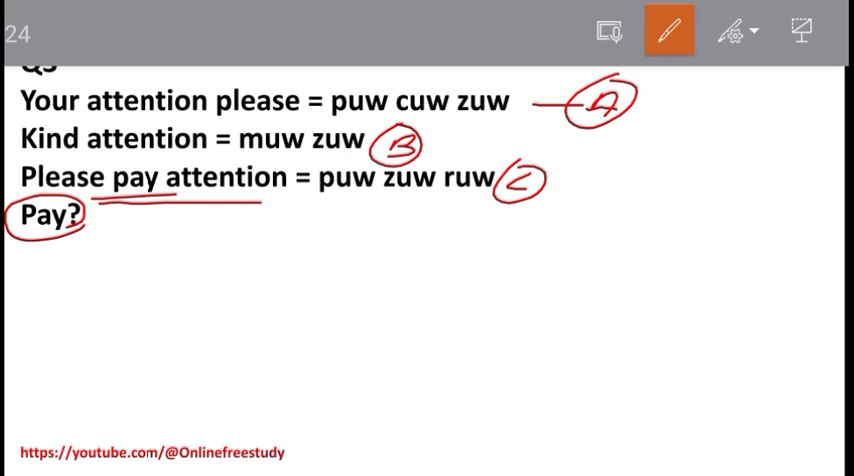 24
Q3
Your attention please = puw cuw zuw A
Kind attention = muw zuw B
Please pay attention = puw zuw ruw C
Pay?
https://youtube.com/@Onlinefreestudy